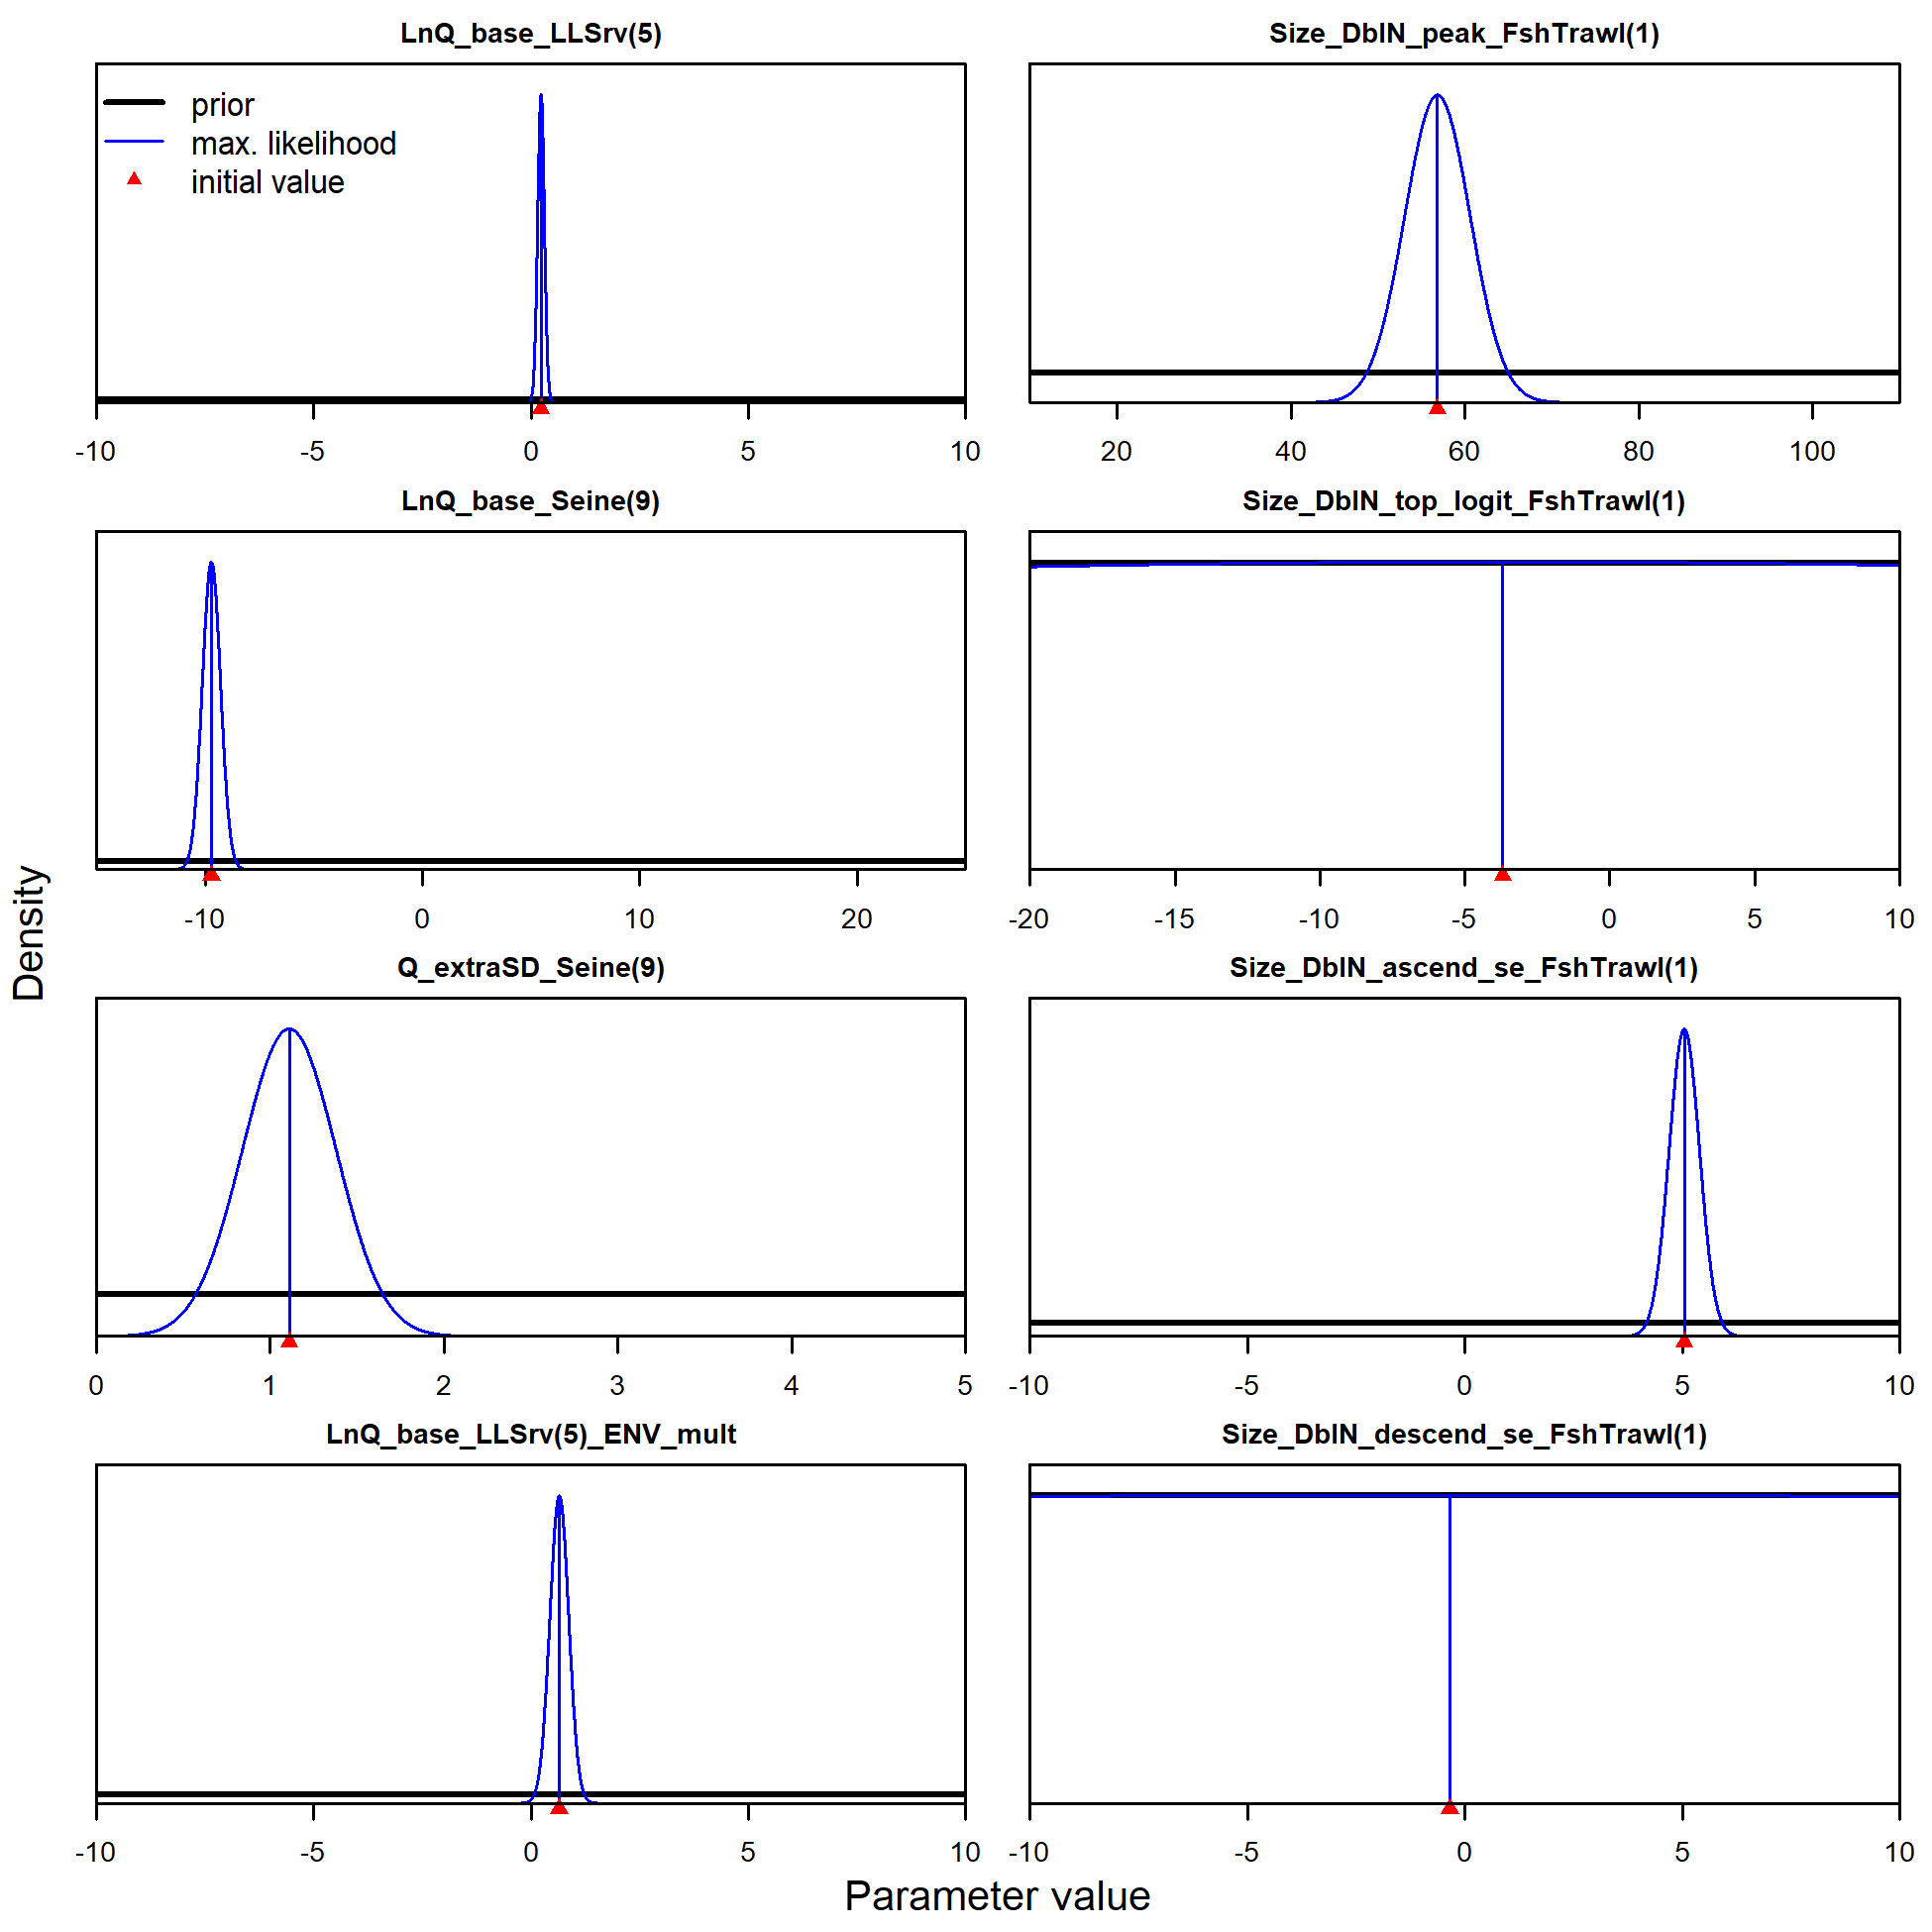 LnQ_base_LLSrv(5)
prior
max. likelihood
initial value
-10 -5 0 5 10
Size_DblN_peak_FshTrawl(1)
20 40 60 80 100
LnQ_base_Seine(9)
-10 0 10 20
Size_DblN_top_logit_FshTrawl(1)
-20 -15 -10 -5 0 5 10
Q_extraSD_Seine(9)
0 1 2 3 4 5
Size_DblN_ascend_se_FshTrawl(1)
-10 -5 0 5 10
LnQ_base_LLSrv(5)_ENV_mult
-10 -5 0 5 10
Size_DblN_descend_se_FshTrawl(1)
-10 -5 0 5 10
Density
Parameter value